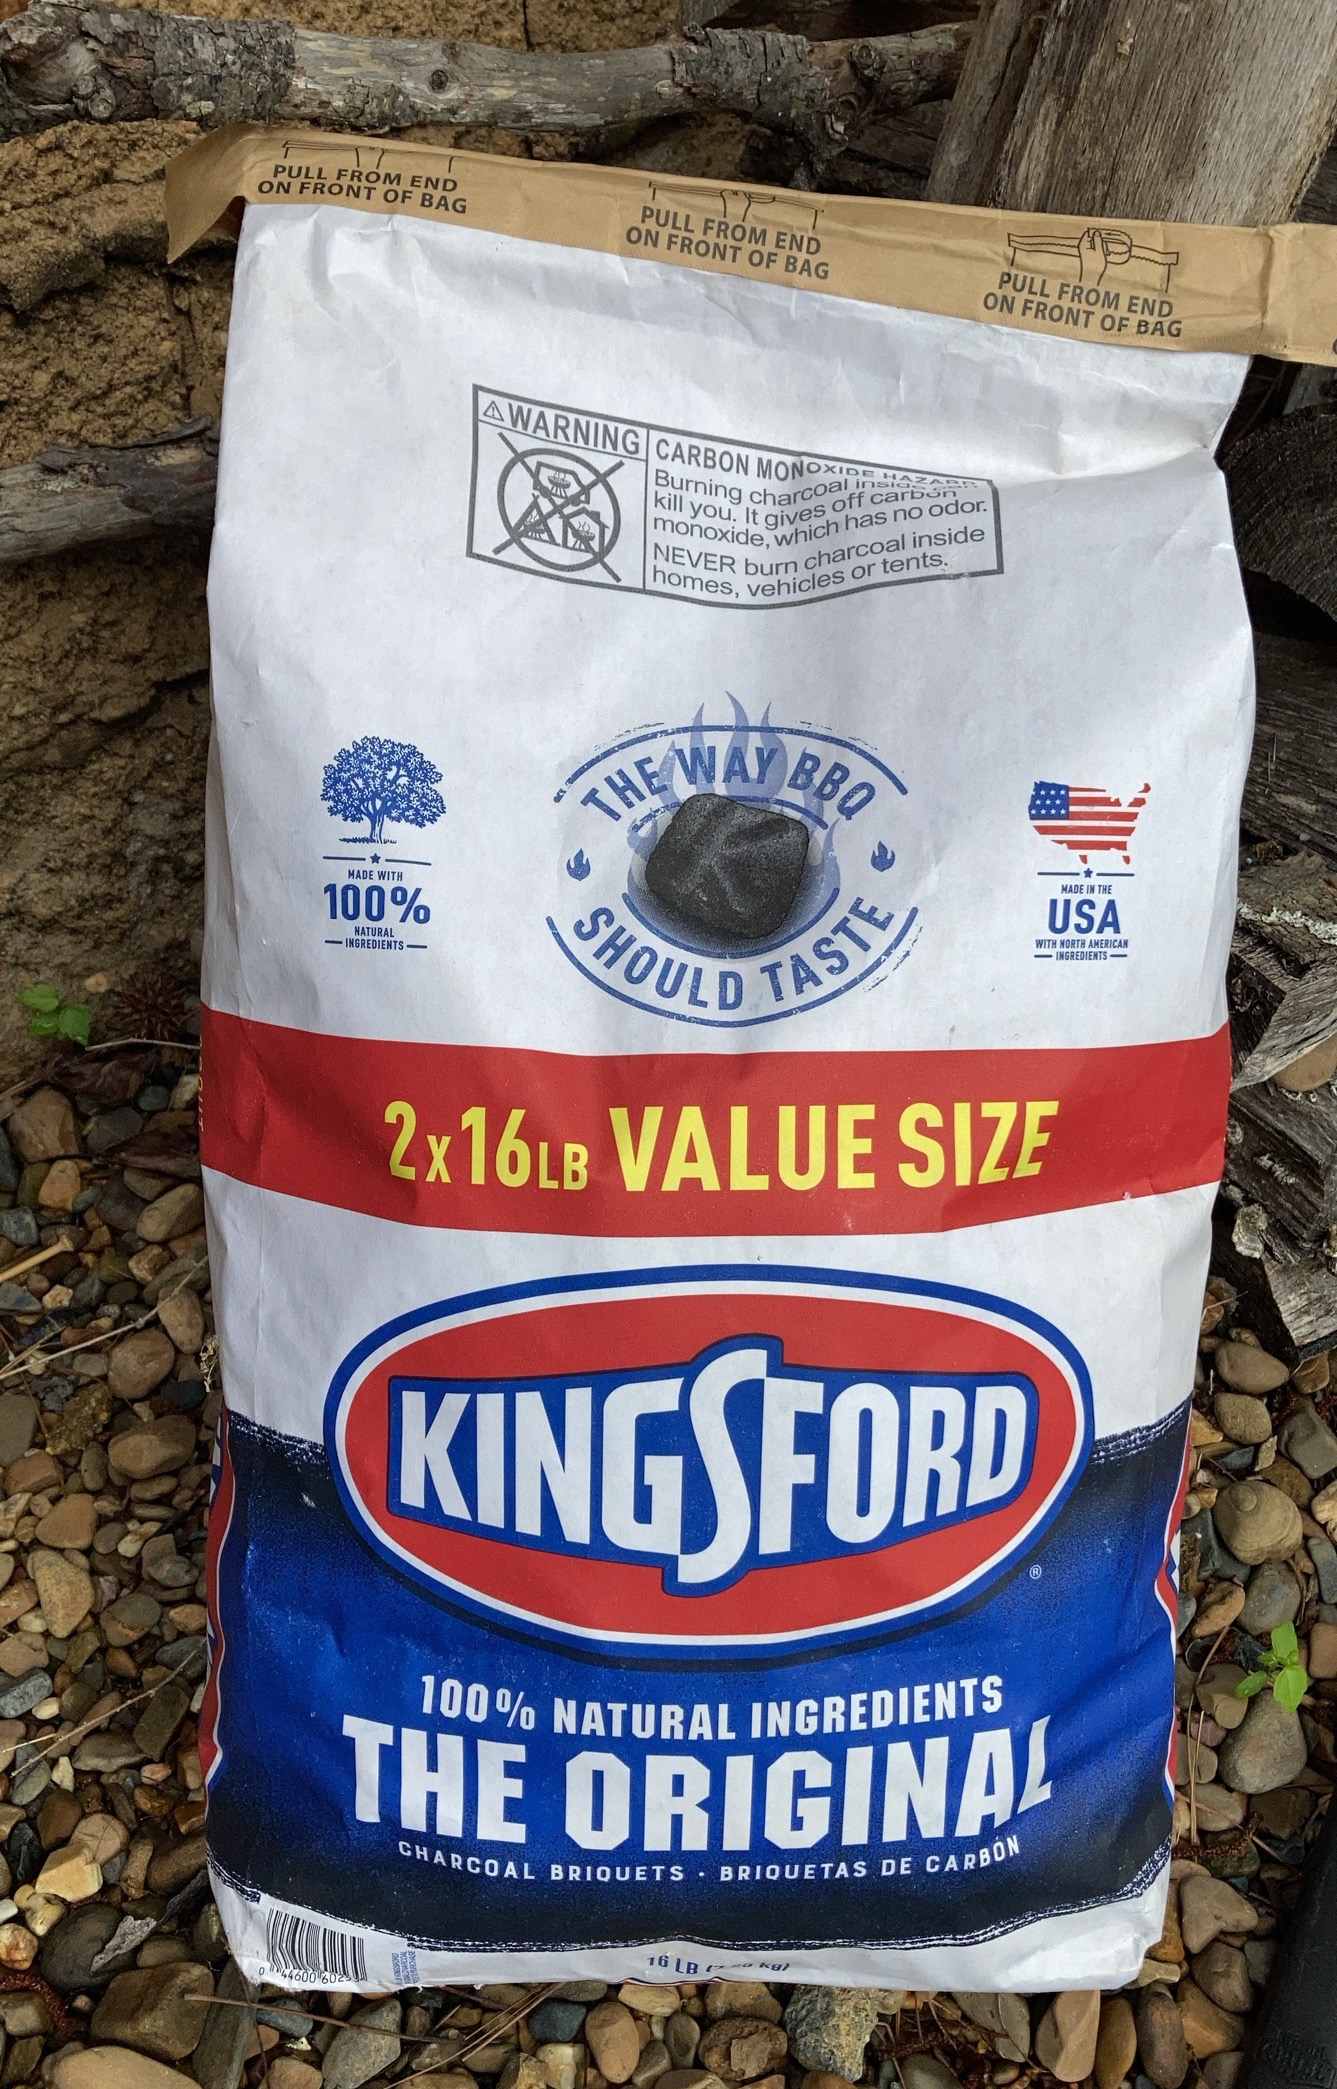 PULL FROM END
ON FRONT OF BAG
PULL FROM END
ON FRONT OF BAG
PULL FROM END
ON FRONT OF BAG
WARNING
CARBON MONOXIDE HAZARD
Burning charcoal inside can
kill you. It gives off carbon
monoxide, which has no odor.
NEVER burn charcoal inside
homes, vehicles or tents.
THE WAY BBQ
SHOULD TASTE
MADE WITH
100%
NATURAL
INGREDIENTS
MADE IN THE
USA
WITH NORTH AMERICAN
INGREDIENTS
2x16LB VALUE SIZE
KINGSFORD
®
100% NATURAL INGREDIENTS
THE ORIGINAL
CHARCOAL BRIQUETS • BRIQUETAS DE CARBÓN
0 44600
16 LB